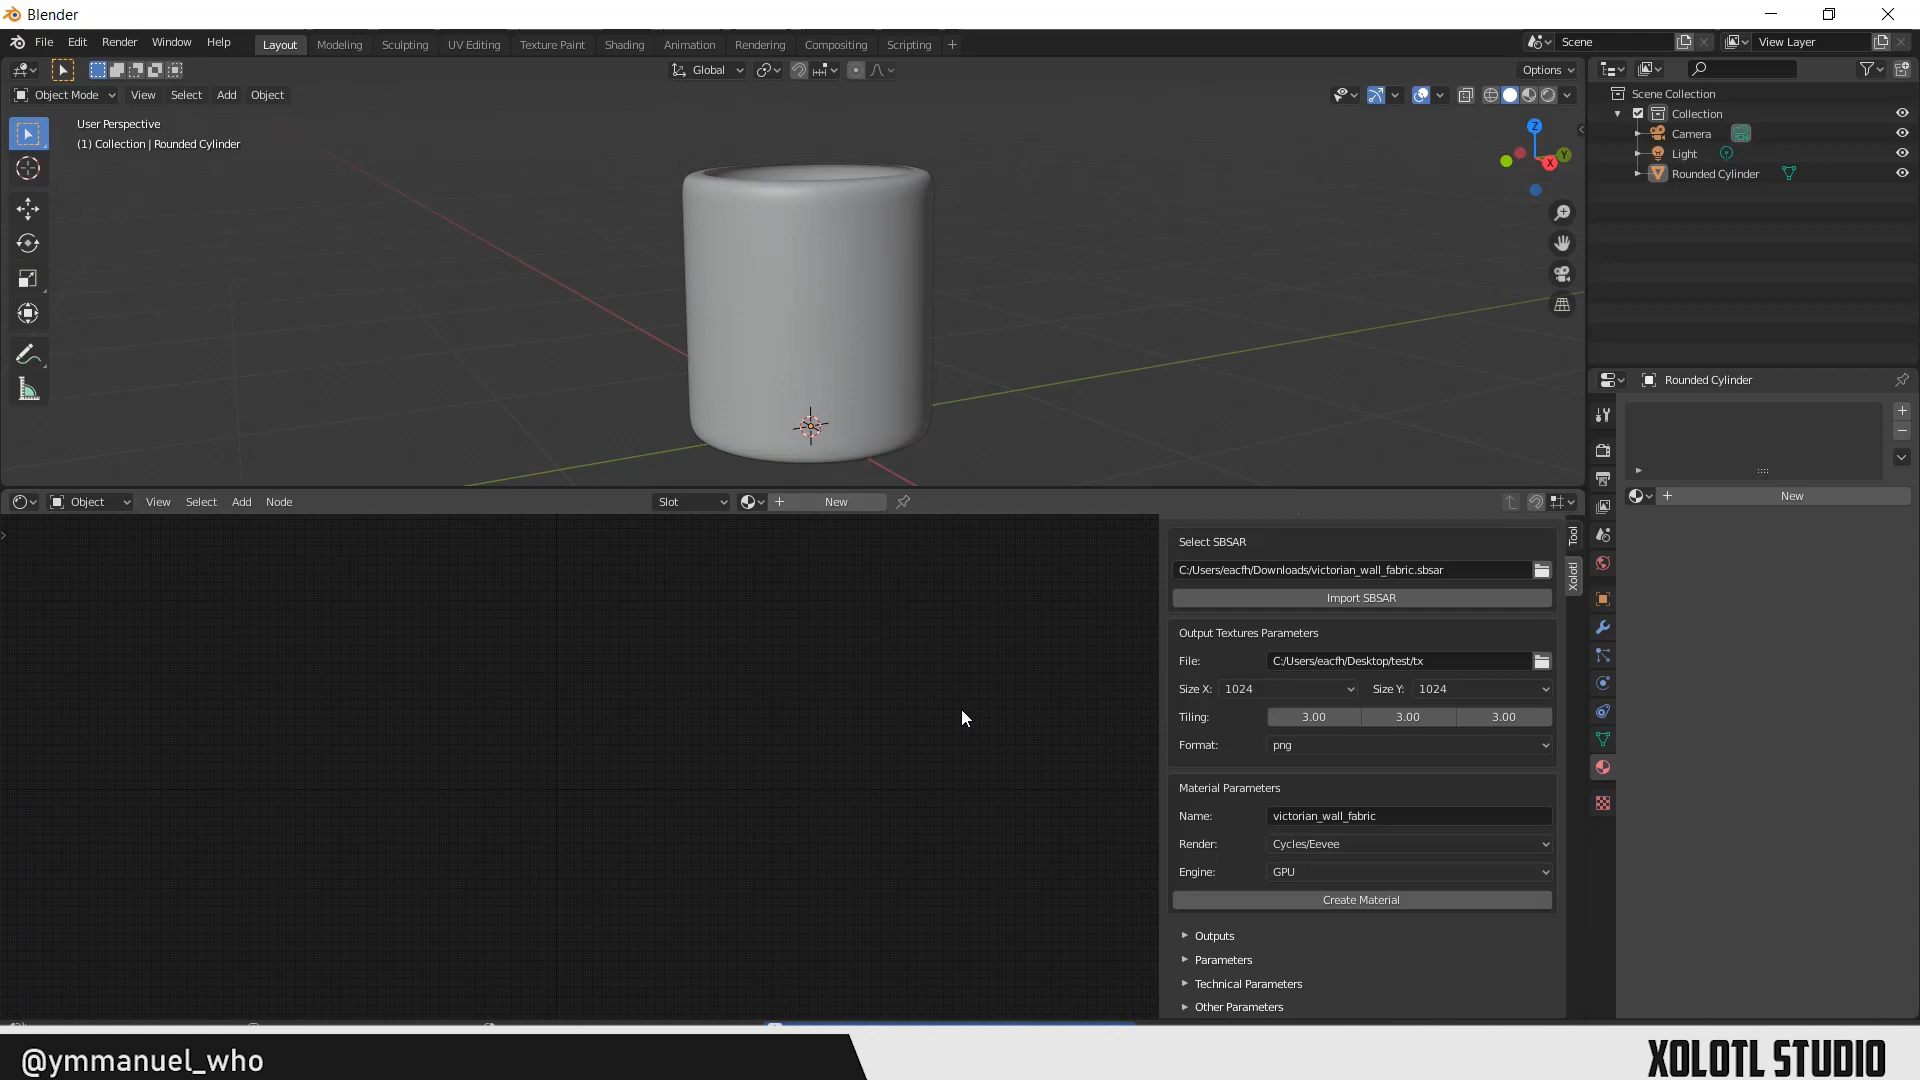 Blender
File Edit Render Window Help
Layout Modeling Sculpting UV Editing Texture Paint Shading Animation Rendering Compositing Scripting +
Scene
View Layer
Global
Options
Object Mode View Select Add Object
User Perspective
(1) Collection | Rounded Cylinder
Z
Y
X
Scene Collection
Collection
Camera
Light
Rounded Cylinder
Rounded Cylinder
New
Object View Select Add Node
Slot
New
Tool
Xolotl
Select SBSAR
C:/Users/eacfh/Downloads/victorian_wall_fabric.sbsar
Import SBSAR
Output Textures Parameters
File: C:/Users/eacfh/Desktop/test/tx
Size X: 1024 Size Y: 1024
Tiling: 3.00 3.00 3.00
Format: png
Material Parameters
Name: victorian_wall_fabric
Render: Cycles/Eevee
Engine: GPU
Create Material
Outputs
Parameters
Technical Parameters
Other Parameters
@ymmanuel_who
XOLOTL STUDIO